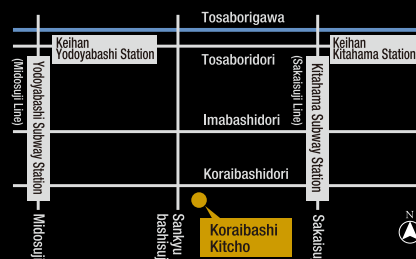 Tosaborigawa
Keihan
Yodoyabashi Station
Tosaboridori
Keihan
Kitahama Station
(Midosuji Line)
Yodoyabashi Subway Station
(Sakaisuji Line)
Kitahama Subway Station
Imabashidori
Koraibashidori
Koraibashi
Kitcho
Midosuji
Sankyu
bashisuj
Sakaisu
N